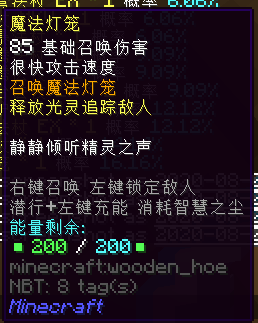 魔法灯笼
85 基础召唤伤害
很快攻击速度
召唤魔法灯笼
释放光灵追踪敌人
静静倾听精灵之声
右键召唤 左键锁定敌人
潜行+左键充能 消耗智慧之尘
能量剩余:
▪ 200 / 200 ▪
minecraft:wooden_hoe
NBT: 8 tag(s)
Minecraft